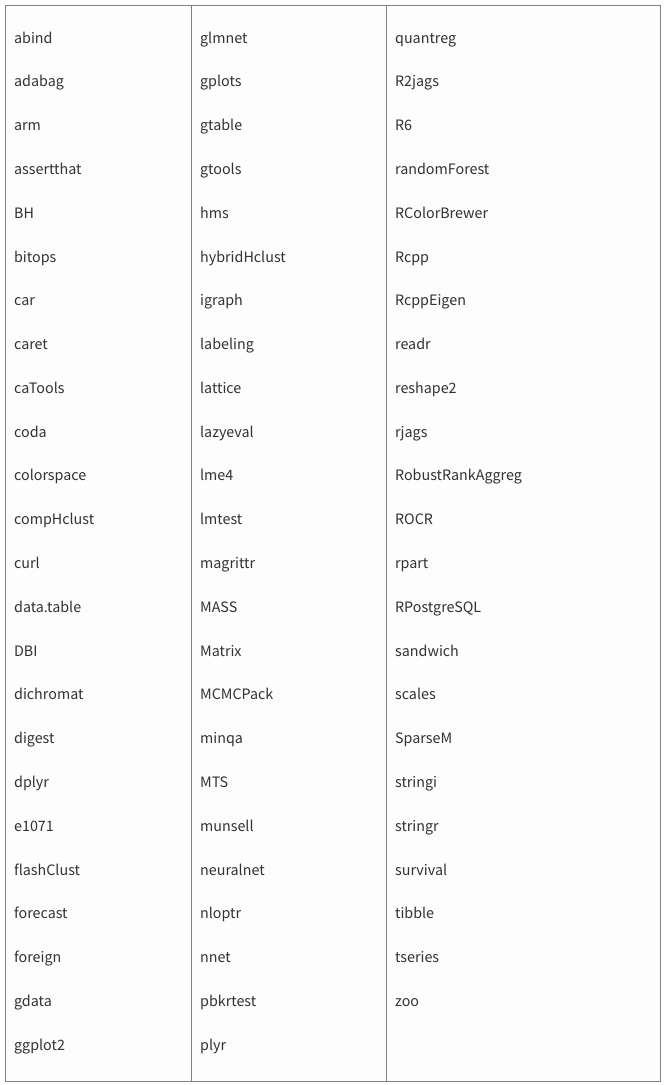 abind
adabag
arm
assertthat
BH
bitops
car
caret
caTools
coda
colorspace
compHclust
curl
data.table
DBI
dichromat
digest
dplyr
e1071
flashClust
forecast
foreign
gdata
ggplot2
glmnet
gplots
gtable
gtools
hms
hybridHclust
igraph
labeling
lattice
lazyeval
lme4
lmtest
magrittr
MASS
Matrix
MCMCPack
minqa
MTS
munsell
neuralnet
nloptr
nnet
pbkrtest
plyr
quantreg
R2jags
R6
randomForest
RColorBrewer
Rcpp
RcppEigen
readr
reshape2
rjags
RobustRankAggreg
ROCR
rpart
RPostgreSQL
sandwich
scales
SparseM
stringi
stringr
survival
tibble
tseries
zoo